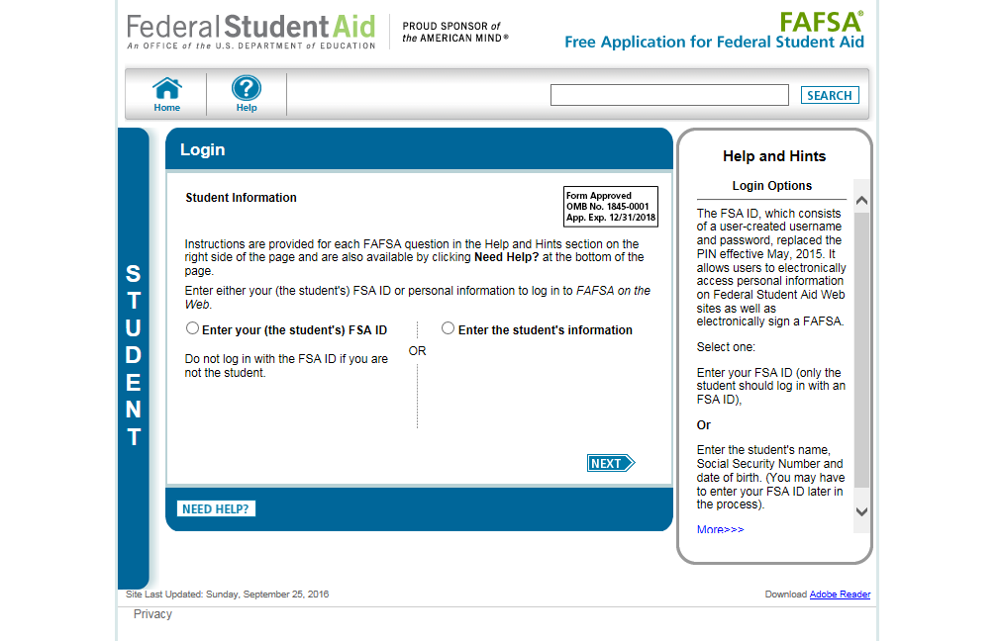 Federal Student Aid
An OFFICE of the U.S. DEPARTMENT of EDUCATION
PROUD SPONSOR of
the AMERICAN MIND®
FAFSA®
Free Application for Federal Student Aid
Home
Help
SEARCH
STUDENT
Login
Student Information
Form Approved
OMB No. 1845-0001
App. Exp. 12/31/2018
Instructions are provided for each FAFSA question in the Help and Hints section on the
right side of the page and are also available by clicking Need Help? at the bottom of the
page.
Enter either your (the student's) FSA ID or personal information to log in to FAFSA on the
Web.
Enter your (the student's) FSA ID
Do not log in with the FSA ID if you are
not the student.
OR
Enter the student's information
NEXT
NEED HELP?
Help and Hints
Login Options
The FSA ID, which consists
of a user-created username
and password, replaced the
PIN effective May, 2015. It
allows users to electronically
access personal information
on Federal Student Aid Web
sites as well as
electronically sign a FAFSA.
Select one:
Enter your FSA ID (only the
student should log in with an
FSA ID),
Or
Enter the student's name,
Social Security Number and
date of birth. (You may have
to enter your FSA ID later in
the process).
More>>>
Site Last Updated: Sunday, September 25, 2016
Download Adobe Reader
Privacy